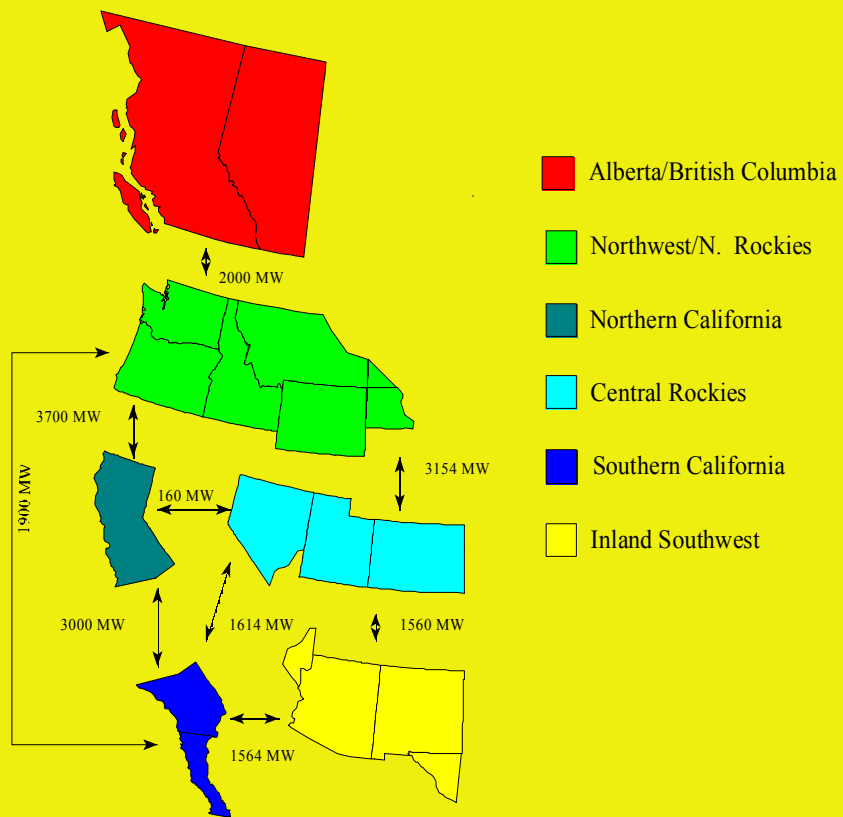 Alberta/British Columbia
Northwest/N. Rockies
2000 MW
Northern California
Central Rockies
3700 MW
3154 MW
Southern California
160 MW
1900 MW
Inland Southwest
3000 MW
1614 MW
1560 MW
1564 MW